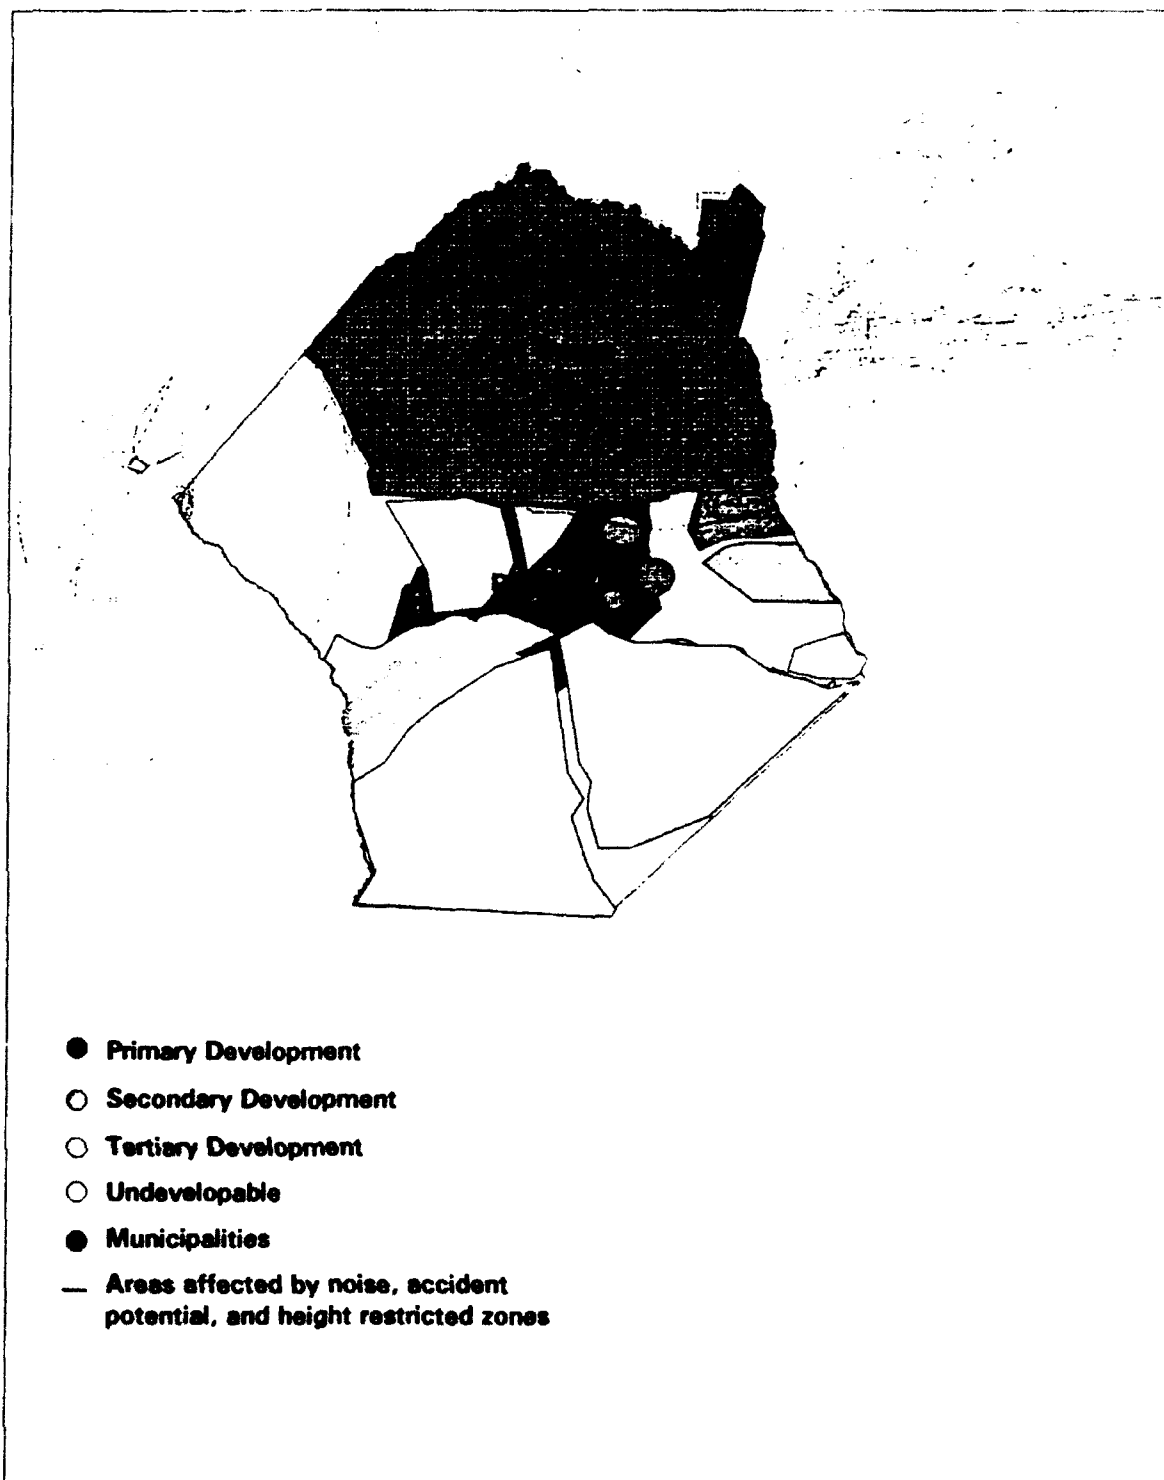 Primary Development
Secondary Development
Tertiary Development
Undevelopable
Municipalities
Areas affected by noise, accident
potential, and height restricted zones